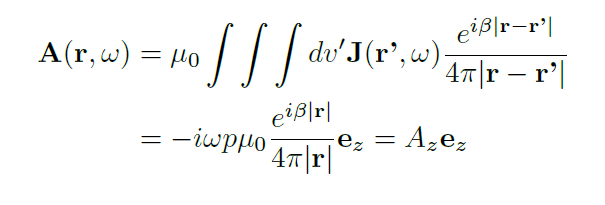 A(r, ω) = μ₀ ∫ ∫ ∫ dv′J(r’, ω) e^{iβ|r−r’|} / 4π|r − r’|
= −iωpμ₀ e^{iβ|r|} / 4π|r| e_z = A_z e_z